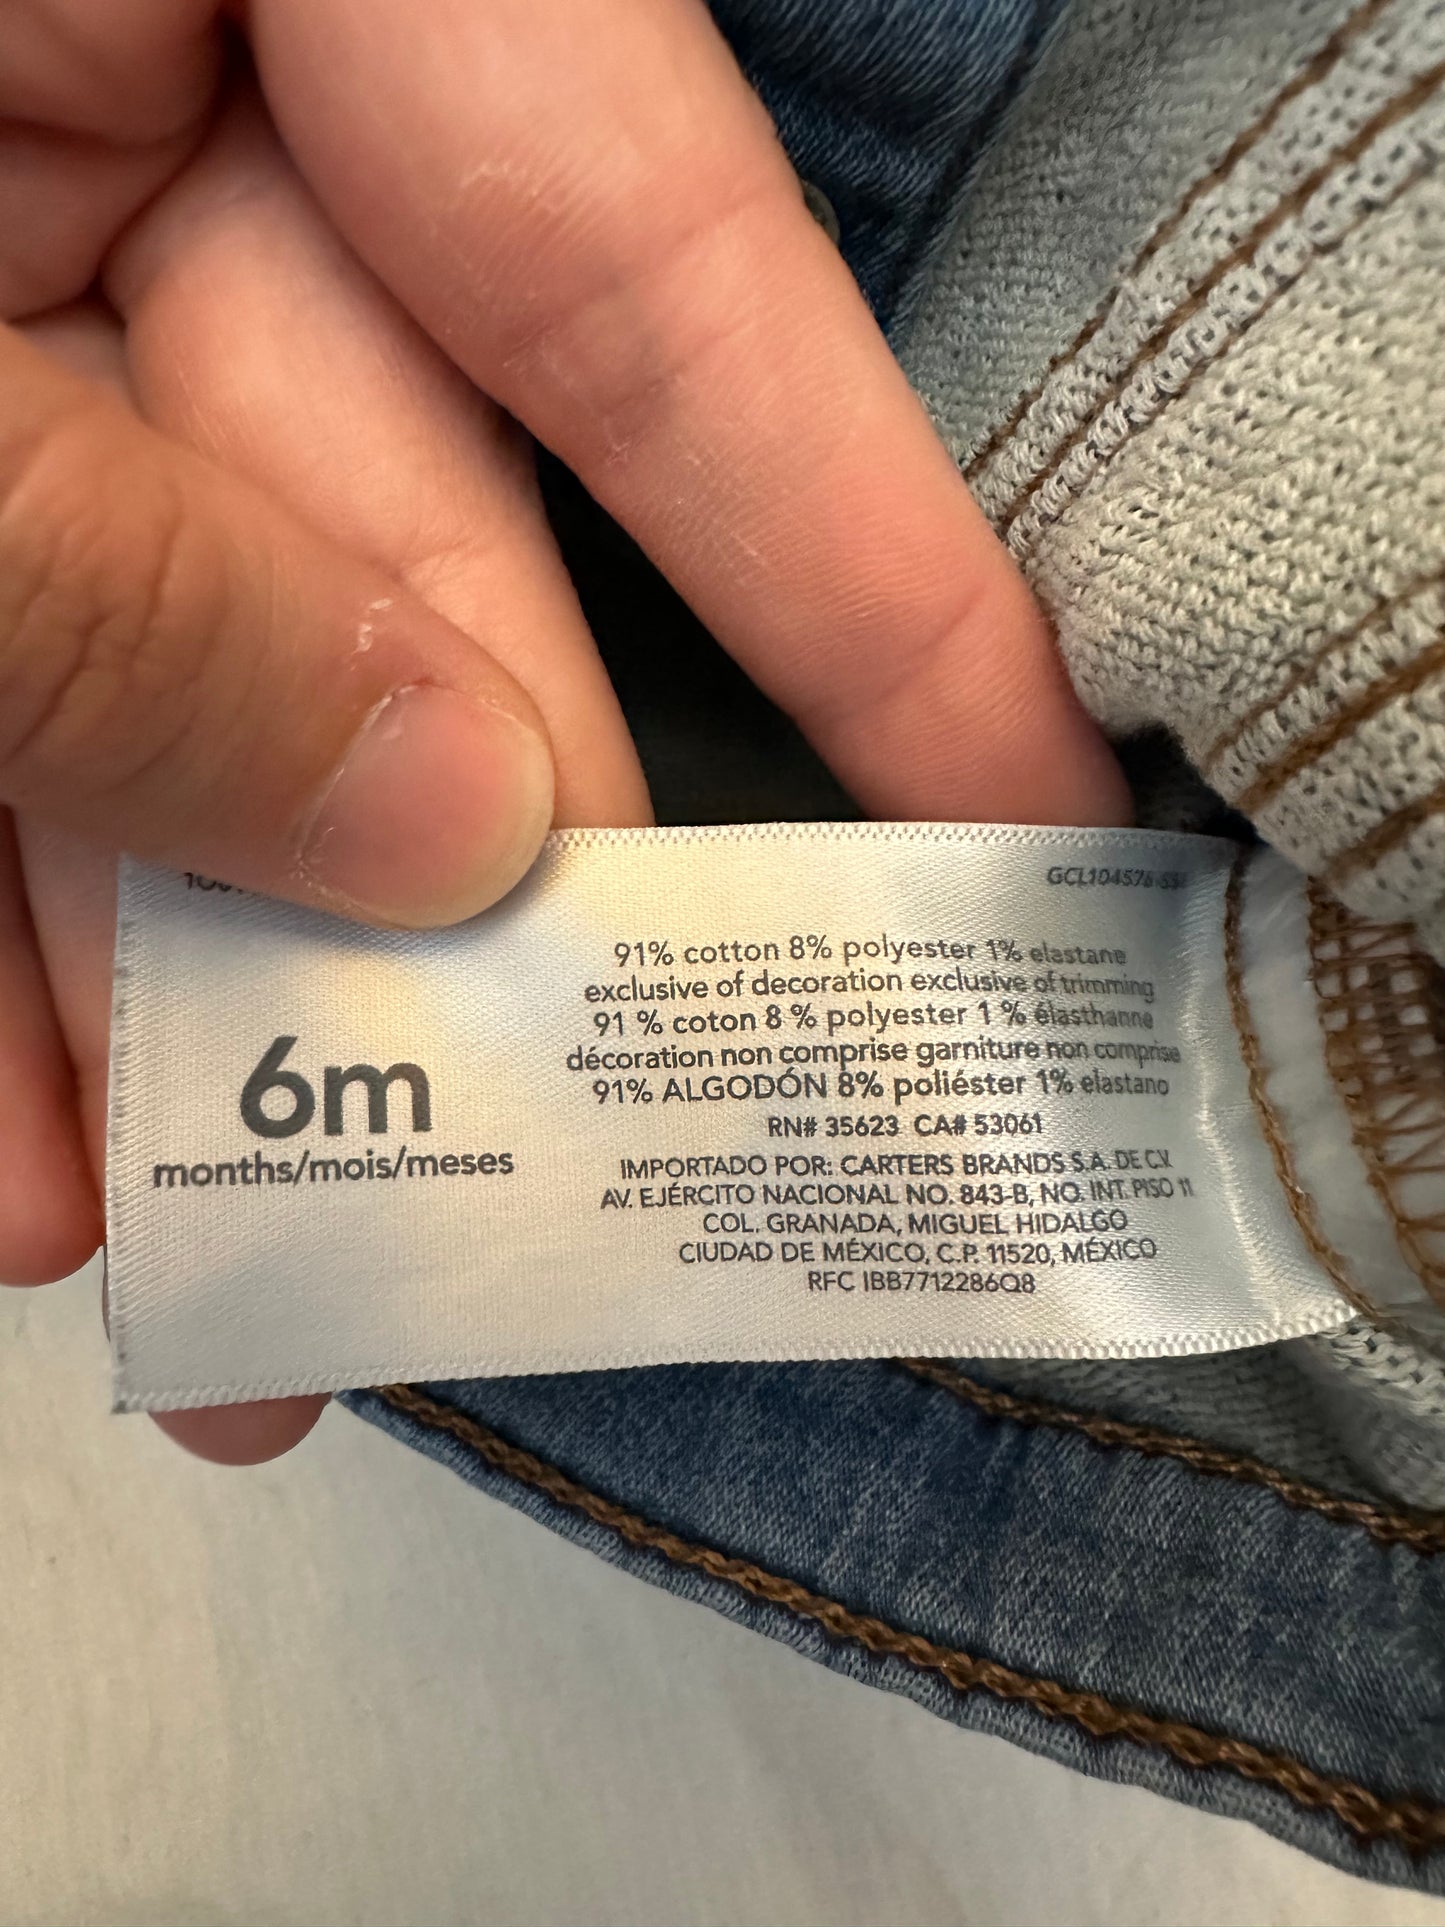 GCL104576
91% cotton 8% polyester 1% elastane
exclusive of decoration exclusive of trimming
91 % coton 8 % polyester 1 % élasthanne
décoration non comprise garniture non comprise
91% ALGODÓN 8% poliéster 1% elastano
RN# 35623 CA# 53061
6m
months/mois/meses
IMPORTADO POR: CARTERS BRANDS S.A. DE C.V.
AV. EJÉRCITO NACIONAL NO. 843-B, NO. INT. PISO 11
COL. GRANADA, MIGUEL HIDALGO
CIUDAD DE MÉXICO, C.P. 11520, MÉXICO
RFC IBB7712286Q8